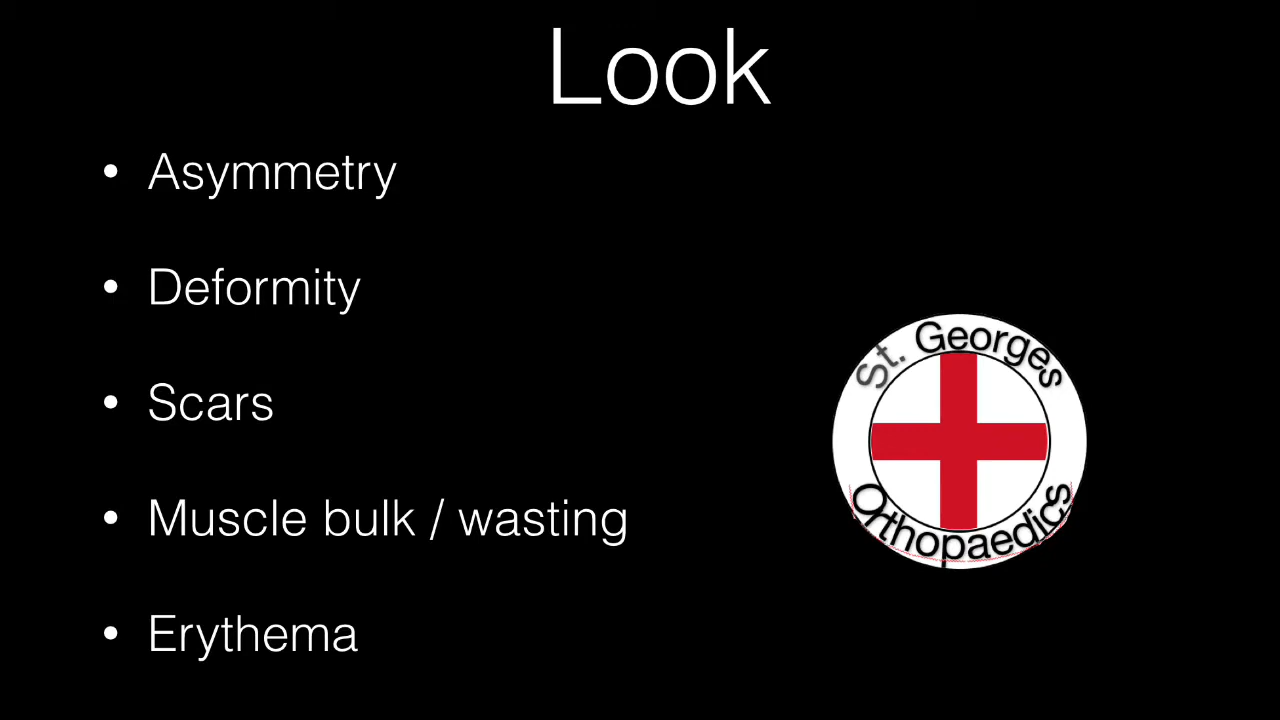 Look
• Asymmetry
• Deformity
• Scars
• Muscle bulk / wasting
• Erythema
St. Georges
Orthopaedics